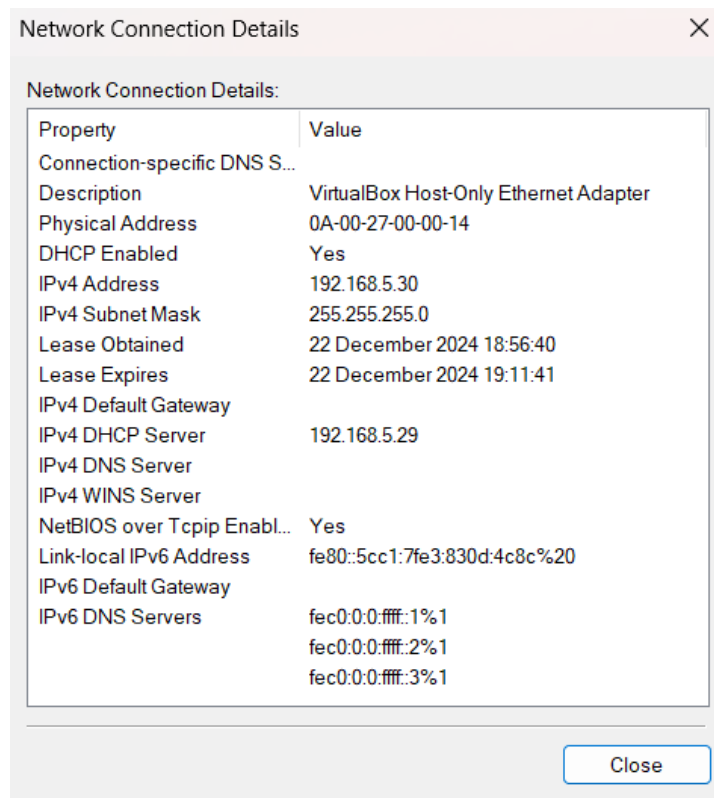 Network Connection Details
Network Connection Details:
Property Value
Connection-specific DNS S...
Description VirtualBox Host-Only Ethernet Adapter
Physical Address 0A-00-27-00-00-14
DHCP Enabled Yes
IPv4 Address 192.168.5.30
IPv4 Subnet Mask 255.255.255.0
Lease Obtained 22 December 2024 18:56:40
Lease Expires 22 December 2024 19:11:41
IPv4 Default Gateway
IPv4 DHCP Server 192.168.5.29
IPv4 DNS Server
IPv4 WINS Server
NetBIOS over Tcpip Enabl... Yes
Link-local IPv6 Address fe80::5cc1:7fe3:830d:4c8c%20
IPv6 Default Gateway
IPv6 DNS Servers fec0:0:0:ffff::1%1
fec0:0:0:ffff::2%1
fec0:0:0:ffff::3%1
Close